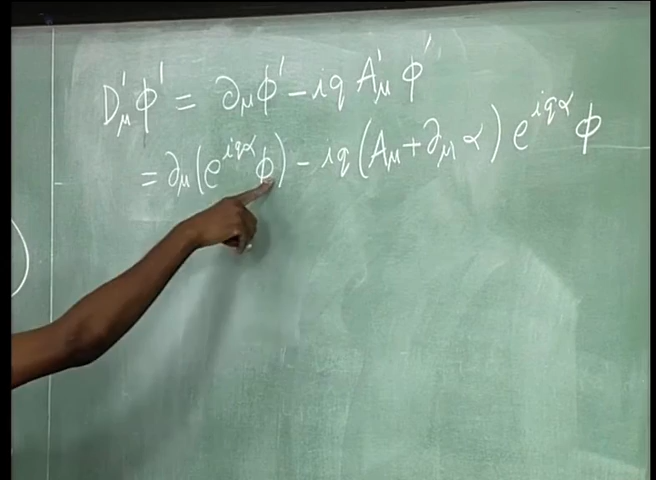 D'_μ φ' = ∂_μ φ' − iq A'_μ φ'
= ∂_μ (e^{iqα} φ) − iq (A_μ + ∂_μ α) e^{iqα} φ